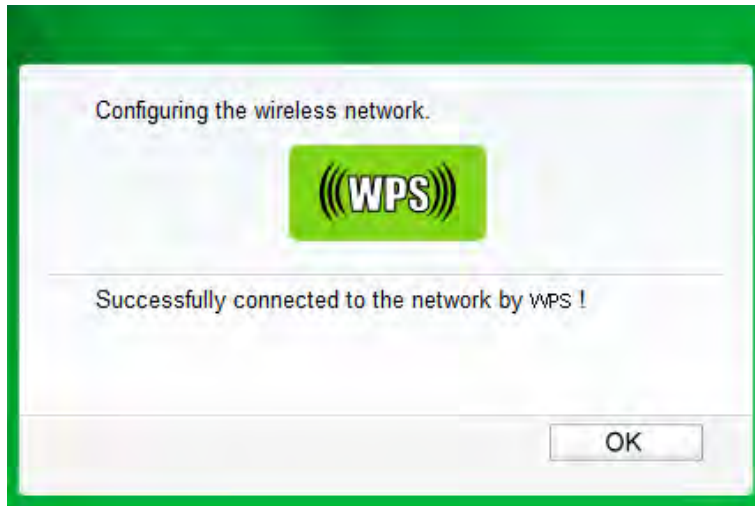 Configuring the wireless network.
(((WPS)))
Successfully connected to the network by WPS !
OK